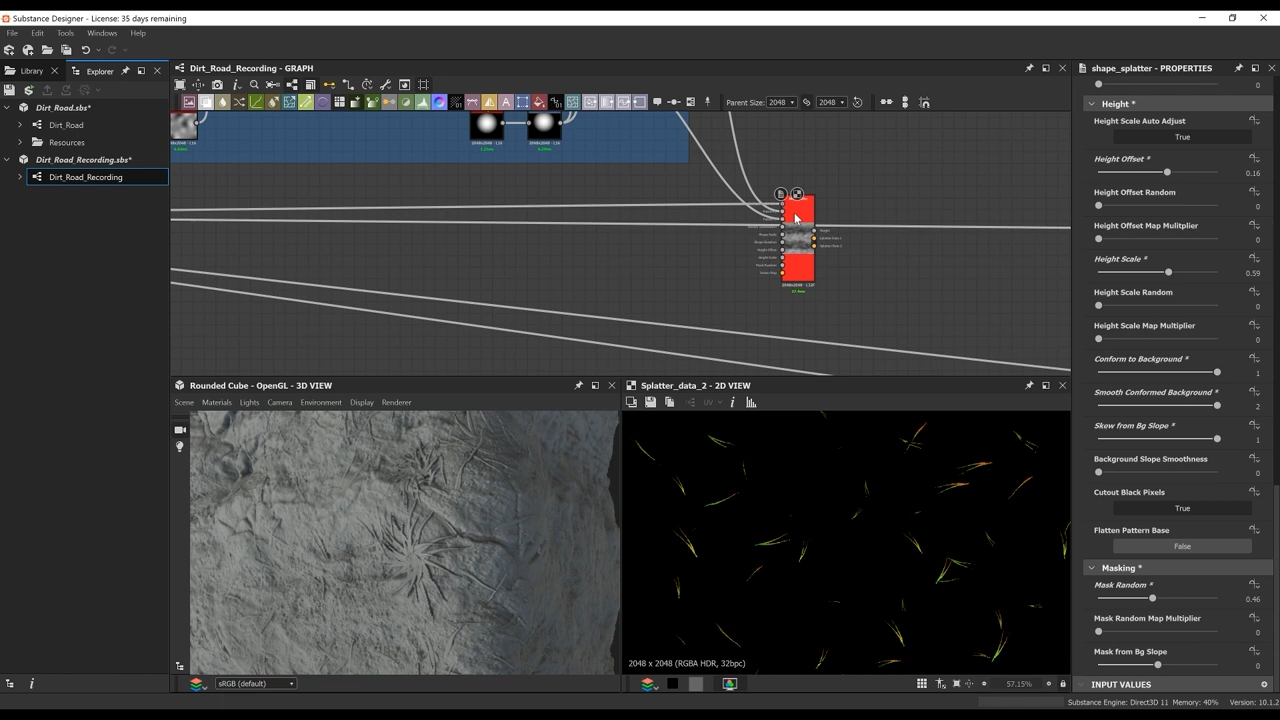 Substance Designer - License: 35 days remaining
File Edit Tools Windows Help
Library Explorer
Dirt_Road.sbs*
Dirt_Road
Resources
Dirt_Road_Recording.sbs*
Dirt_Road_Recording
Dirt_Road_Recording - GRAPH
Parent Size: 2048 2048
Rounded Cube - OpenGL - 3D VIEW
Scene Materials Lights Camera Environment Display Renderer
sRGB (default)
Splatter_data_2 - 2D VIEW
UV
2048 x 2048 (RGBA HDR, 32bpc)
57.15%
shape_splatter - PROPERTIES
0
Height *
Height Scale Auto Adjust
True
Height Offset *
0.16
Height Offset Random
0
Height Offset Map Mulitplier
0
Height Scale *
0.59
Height Scale Random
0
Height Scale Map Multiplier
0
Conform to Background *
1
Smooth Conformed Background *
2
Skew from Bg Slope *
1
Background Slope Smoothness
0
Cutout Black Pixels
True
Flatten Pattern Base
False
Masking *
Mask Random *
0.46
Mask Random Map Multiplier
0
Mask from Bg Slope
0
INPUT VALUES
Substance Engine: Direct3D 11 Memory: 40% Version: 10.1.2